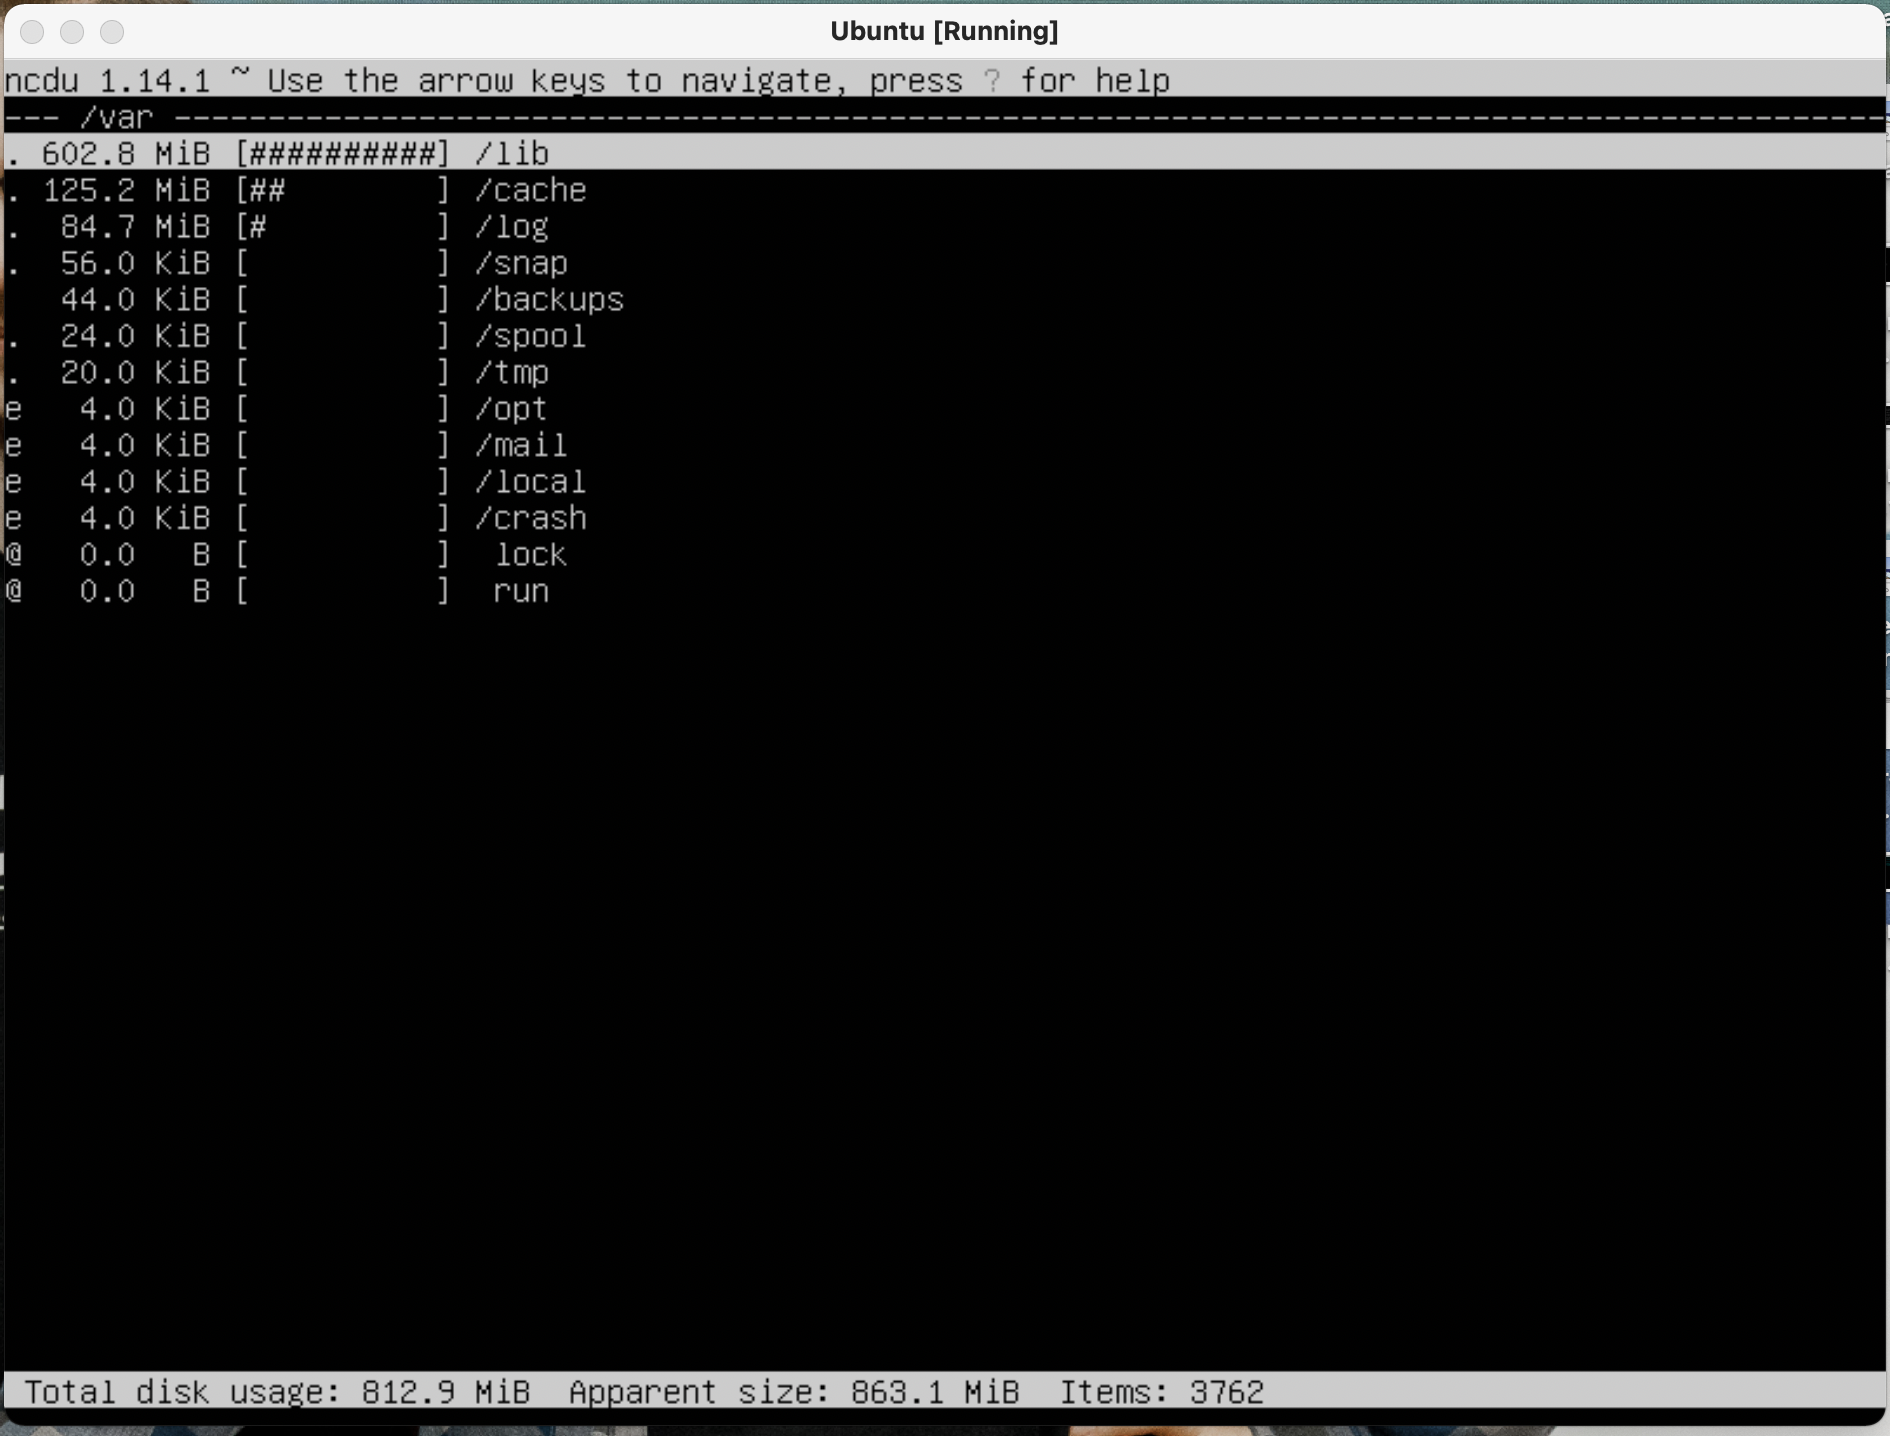 Ubuntu [Running]
ncdu 1.14.1 ~ Use the arrow keys to navigate, press ? for help
--- /var ---------------------------------------------------------------------------------------------
. 602.8 MiB [##########] /lib
. 125.2 MiB [##        ] /cache
.  84.7 MiB [#         ] /log
.  56.0 KiB [          ] /snap
   44.0 KiB [          ] /backups
.  24.0 KiB [          ] /spool
.  20.0 KiB [          ] /tmp
e   4.0 KiB [          ] /opt
e   4.0 KiB [          ] /mail
e   4.0 KiB [          ] /local
e   4.0 KiB [          ] /crash
@   0.0   B [          ]  lock
@   0.0   B [          ]  run
Total disk usage: 812.9 MiB  Apparent size: 863.1 MiB  Items: 3762